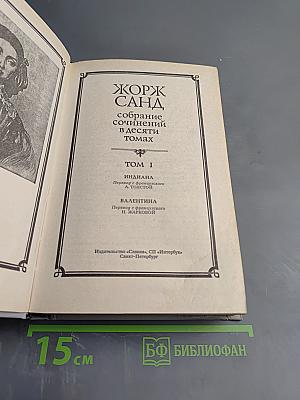 ЖОРЖ
САНД
собрание
сочинений
в десяти
томах
ТОМ 1
ИНДИАНА
Перевод с французского
А. ТОЛСТОЙ
ВАЛЕНТИНА
Перевод с французского
Н. ЖАРКОВОЙ
Издательство «Славия», СП «Интербук»
Санкт-Петербург
15 см
БФ БИБЛИОФАН